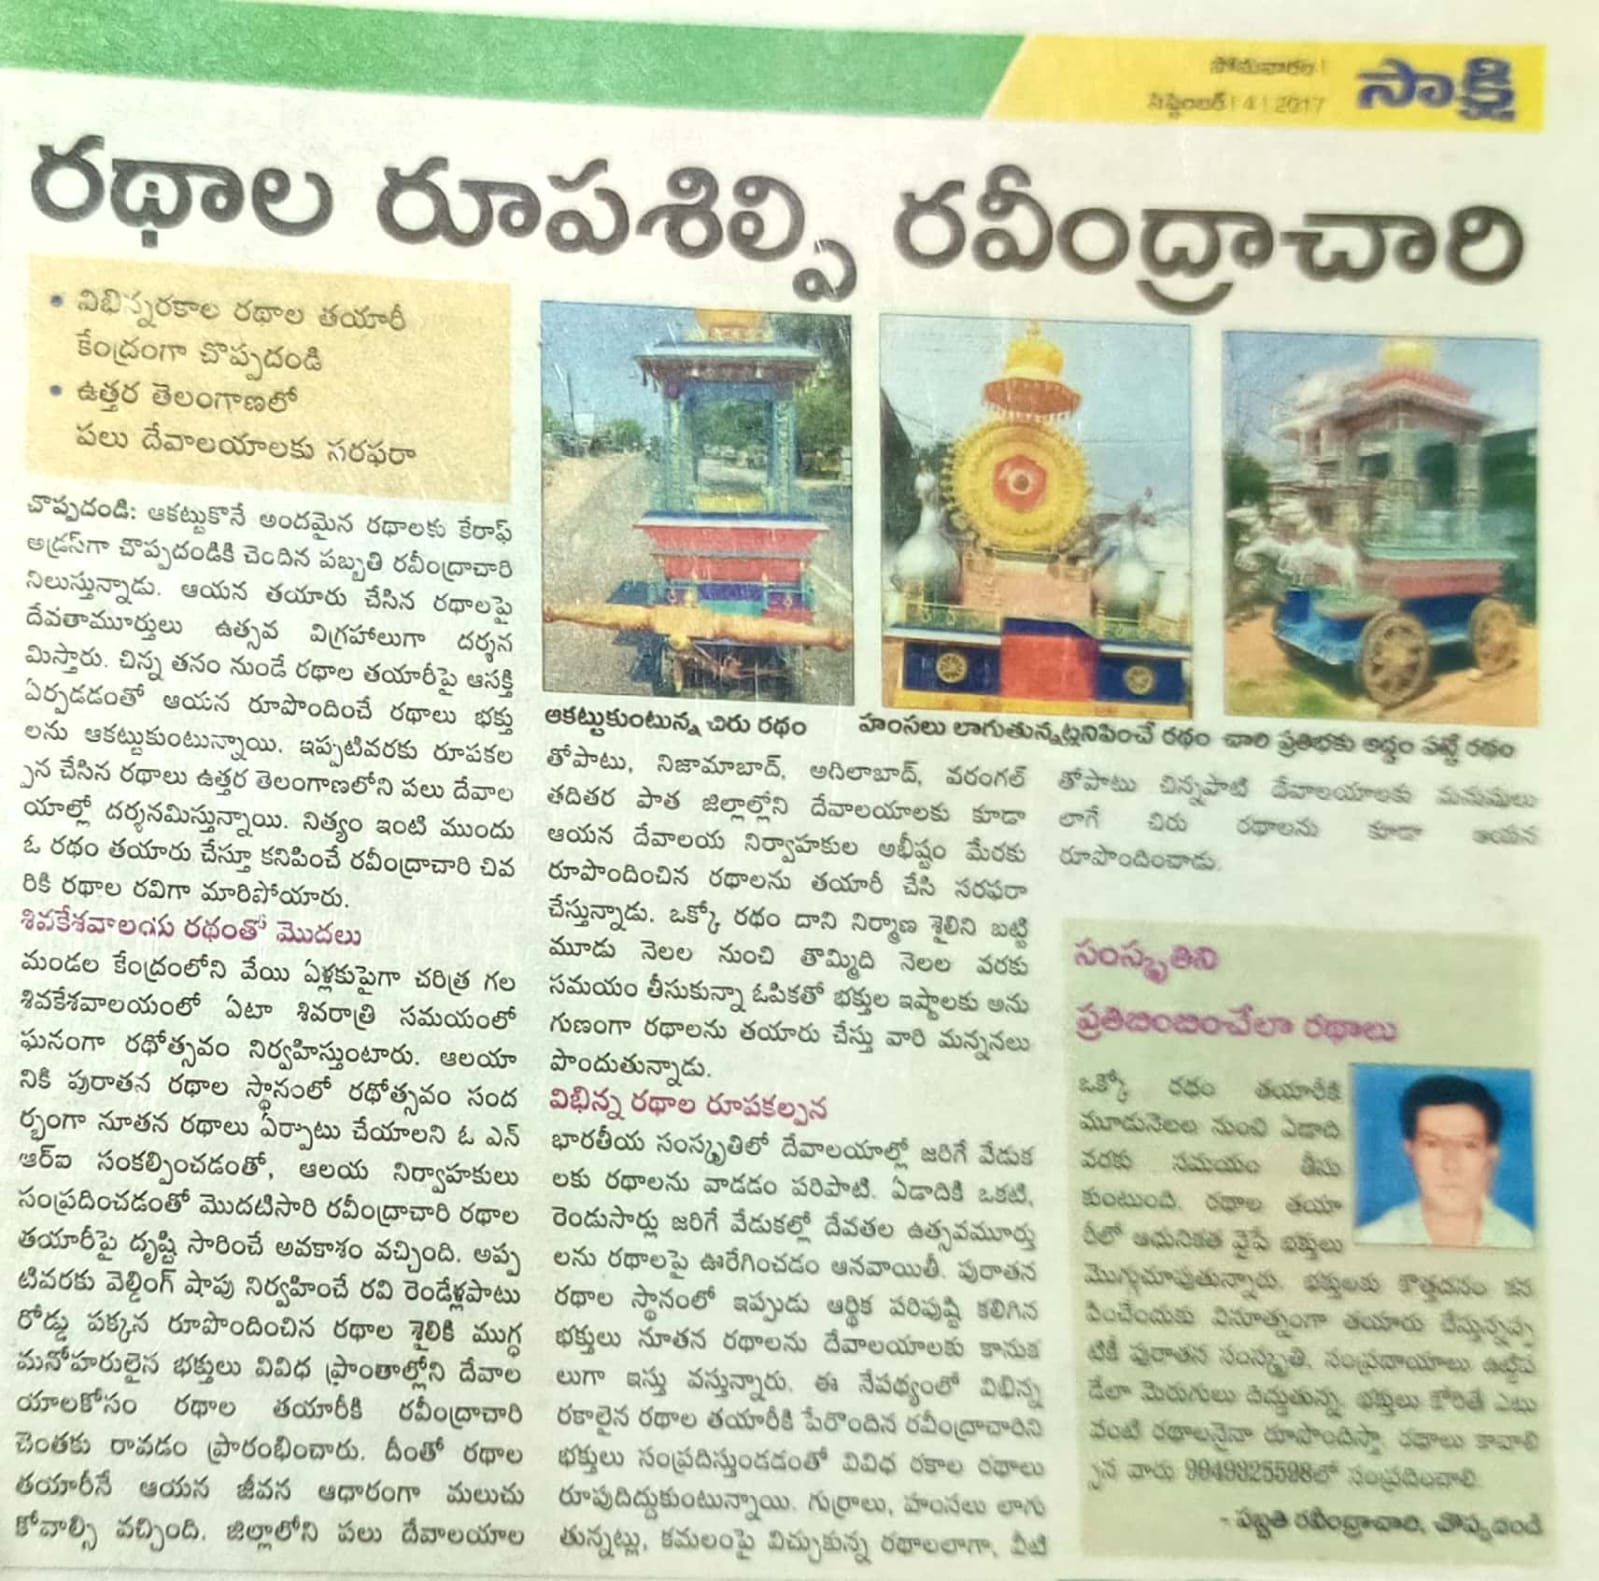 సోమవారం |
సెప్టెంబర్ | 4 | 2017
సాక్షి
రథాల రూపశిల్పి రవీంద్రాచారి
• విభిన్నరకాల రథాల తయారీ
కేంద్రంగా చొప్పదండి
• ఉత్తర తెలంగాణలో
పలు దేవాలయాలకు సరఫరా
చొప్పదండి: ఆకట్టుకొనే అందమైన రథాలకు కేరాఫ్
అడ్రస్‌గా చొప్పదండికి చెందిన పబ్బతి రవీంద్రాచారి
నిలుస్తున్నాడు. ఆయన తయారు చేసిన రథాలపై
దేవతామూర్తులు ఉత్సవ విగ్రహాలుగా దర్శన
మిస్తారు. చిన్న తనం నుండే రథాల తయారీపై ఆసక్తి
ఏర్పడడంతో ఆయన రూపొందించే రథాలు భక్తు
లను ఆకట్టుకుంటున్నాయి. ఇప్పటివరకు రూపకల
్పన చేసిన రథాలు ఉత్తర తెలంగాణలోని పలు దేవాల
యాల్లో దర్శనమిస్తున్నాయి. నిత్యం ఇంటి ముందు
ఓ రథం తయారు చేస్తూ కనిపించే రవీంద్రాచారి చివ
రికి రథాల రవిగా మారిపోయారు.
శివకేశవాలయ రథంతో మొదలు
మండల కేంద్రంలోని వేయి ఏళ్లకుపైగా చరిత్ర గల
శివకేశవాలయంలో ఏటా శివరాత్రి సమయంలో
ఘనంగా రథోత్సవం నిర్వహిస్తుంటారు. ఆలయా
నికి పురాతన రథాల స్థానంలో రథోత్సవం సంద
ర్భంగా నూతన రథాలు ఏర్పాటు చేయాలని ఓ ఎన్
ఆర్ఐ సంకల్పించడంతో, ఆలయ నిర్వాహకులు
సంప్రదించడంతో మొదటిసారి రవీంద్రాచారి రథాల
తయారీపై దృష్టి సారించే అవకాశం వచ్చింది. అప్ప
టివరకు వెల్డింగ్ షాపు నిర్వహించే రవి రెండేళ్లపాటు
రోడ్డు పక్కన రూపొందించిన రథాల శైలికి ముగ్ధ
మనోహరులైన భక్తులు వివిధ ప్రాంతాల్లోని దేవాల
యాలకోసం రథాల తయారీకి రవీంద్రాచారి
చెంతకు రావడం ప్రారంభించారు. దీంతో రథాల
తయారీనే ఆయన జీవన ఆధారంగా మలుచు
కోవాల్సి వచ్చింది. జిల్లాలోని పలు దేవాలయాల
ఆకట్టుకుంటున్న చిరు రథం
హంసలు లాగుతున్నట్లనిపించే రథం
చారి ప్రతిభకు అద్దం పట్టే రథం
తోపాటు, నిజామాబాద్, అదిలాబాద్, వరంగల్
తదితర పాత జిల్లాల్లోని దేవాలయాలకు కూడా
ఆయన దేవాలయ నిర్వాహకుల అభీష్టం మేరకు
రూపొందించిన రథాలను తయారీ చేసి సరఫరా
చేస్తున్నాడు. ఒక్కో రథం దాని నిర్మాణ శైలిని బట్టి
మూడు నెలల నుంచి తొమ్మిది నెలల వరకు
సమయం తీసుకున్నా ఓపికతో భక్తుల ఇష్టాలకు అను
గుణంగా రథాలను తయారు చేస్తు వారి మన్ననలు
పొందుతున్నాడు.
విభిన్న రథాల రూపకల్పన
భారతీయ సంస్కృతిలో దేవాలయాల్లో జరిగే వేడుక
లకు రథాలను వాడడం పరిపాటి. ఏడాదికి ఒకటి,
రెండుసార్లు జరిగే వేడుకల్లో దేవతల ఉత్సవమూర్తు
లను రథాలపై ఊరేగించడం ఆనవాయితీ. పురాతన
రథాల స్థానంలో ఇప్పుడు ఆర్థిక పరిపుష్టి కలిగిన
భక్తులు నూతన రథాలను దేవాలయాలకు కానుక
లుగా ఇస్తు వస్తున్నారు. ఈ నేపథ్యంలో విభిన్న
రకాలైన రథాల తయారీకి పేరొందిన రవీంద్రాచారిని
భక్తులు సంప్రదిస్తుండడంతో వివిధ రకాల రథాలు
రూపుదిద్దుకుంటున్నాయి. గుర్రాలు, హంసలు లాగు
తున్నట్లు, కమలంపై విచ్చుకున్న రథాలలాగా, వీటి
తోపాటు చిన్నపాటి దేవాలయాలకు మనుషులు
లాగే చిరు రథాలను కూడా ఆయన
రూపొందించాడు.
సంస్కృతిని
ప్రతిబింబించేలా రథాలు
ఒక్కో రథం తయారీకి
మూడునెలల నుంచి ఏడాది
వరకు సమయం తీసు
కుంటుంది. రథాల తయా
రీలో ఆధునికత వైపే భక్తులు
మొగ్గుచూపుతున్నారు. భక్తులకు కొత్తదనం కన
పించేందుకు వినూత్నంగా తయారు చేస్తున్నప్ప
టికీ పురాతన సంస్కృతి, సంప్రదాయాలు ఉట్టిప
డేలా మెరుగులు దిద్దుతున్న. భక్తులు కోరితే ఎటు
వంటి రథాలనైనా రూపొందిస్తా. రథాలు కావాలి
్సన వారు సంప్రదించాలి.
- పబ్బతి రవీంద్రాచారి, చొప్పదండి